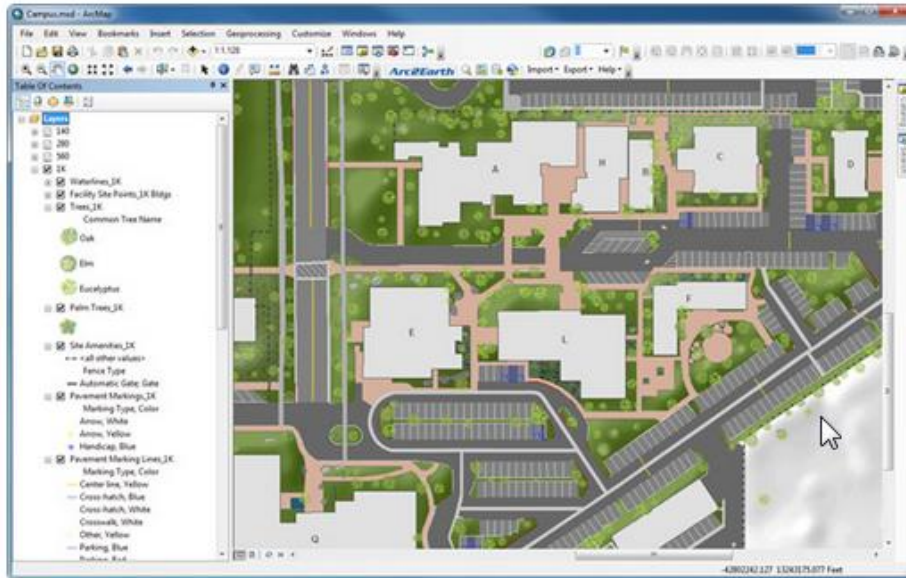 Campus.mxd - ArcMap
File Edit View Bookmarks Insert Selection Geoprocessing Customize Windows Help
1:1,128
Arc2Earth Import Export Help
Table Of Contents
Layers
140
280
560
1K
Waterlines_1K
Facility Site Points_1K Bldgs
Trees_1K
Common Tree Name
Oak
Elm
Eucalyptus
Palm Trees_1K
Site Amenities_1K
<all other values>
Fence Type
Automatic Gate; Gate
Pavement Markings_1K
Marking Type, Color
Arrow, White
Arrow, Yellow
Handicap, Blue
Pavement Marking Lines_1K
Marking Type, Color
Center line, Yellow
Cross-hatch, Blue
Cross-hatch, White
Crosswalk, White
Other, Yellow
Parking, Blue
Parking, Red
A
H
B
C
D
E
L
F
Q
Catalog
Search
-42802242.127 13243175.077 Feet